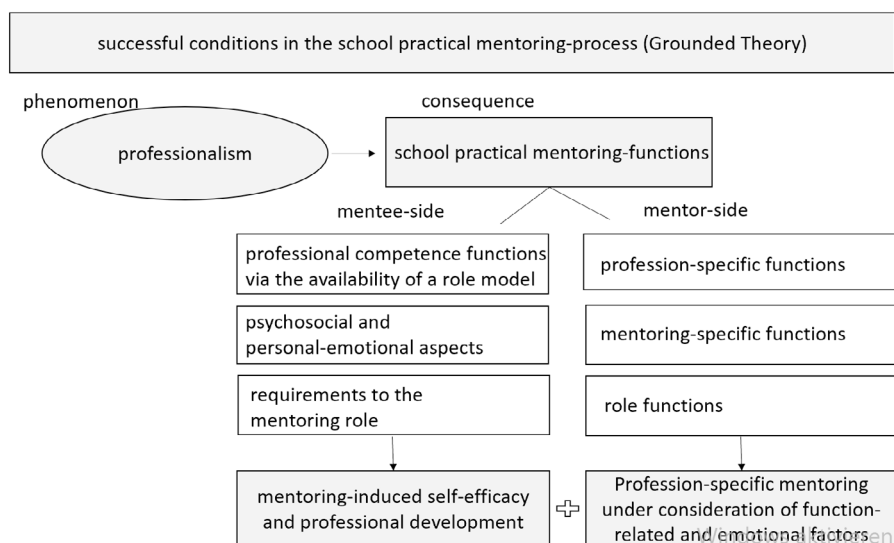 successful conditions in the school practical mentoring-process (Grounded Theory)
phenomenon
consequence
professionalism
school practical mentoring-functions
mentee-side
mentor-side
professional competence functions
via the availability of a role model
profession-specific functions
psychosocial and
personal-emotional aspects
mentoring-specific functions
requirements to the
mentoring role
role functions
mentoring-induced self-efficacy
and professional development
Profession-specific mentoring
under consideration of function-
related and emotional factors
Windows aktivieren